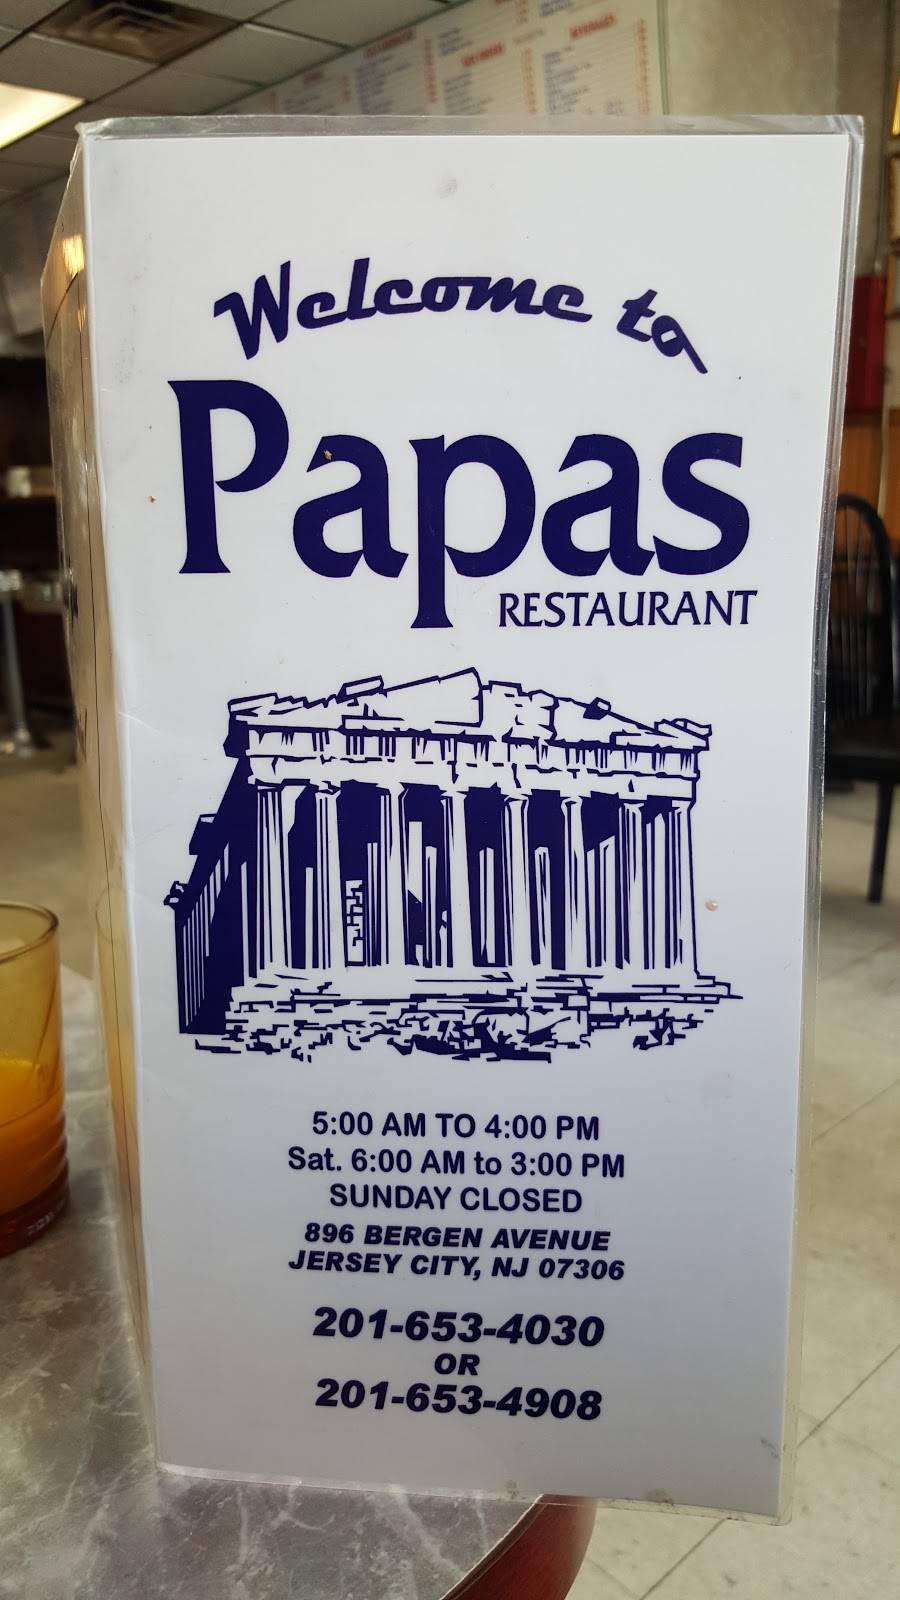 Welcome to
Papas
RESTAURANT
5:00 AM TO 4:00 PM
Sat. 6:00 AM to 3:00 PM
SUNDAY CLOSED
896 BERGEN AVENUE
JERSEY CITY, NJ 07306
201-653-4030
OR
201-653-4908